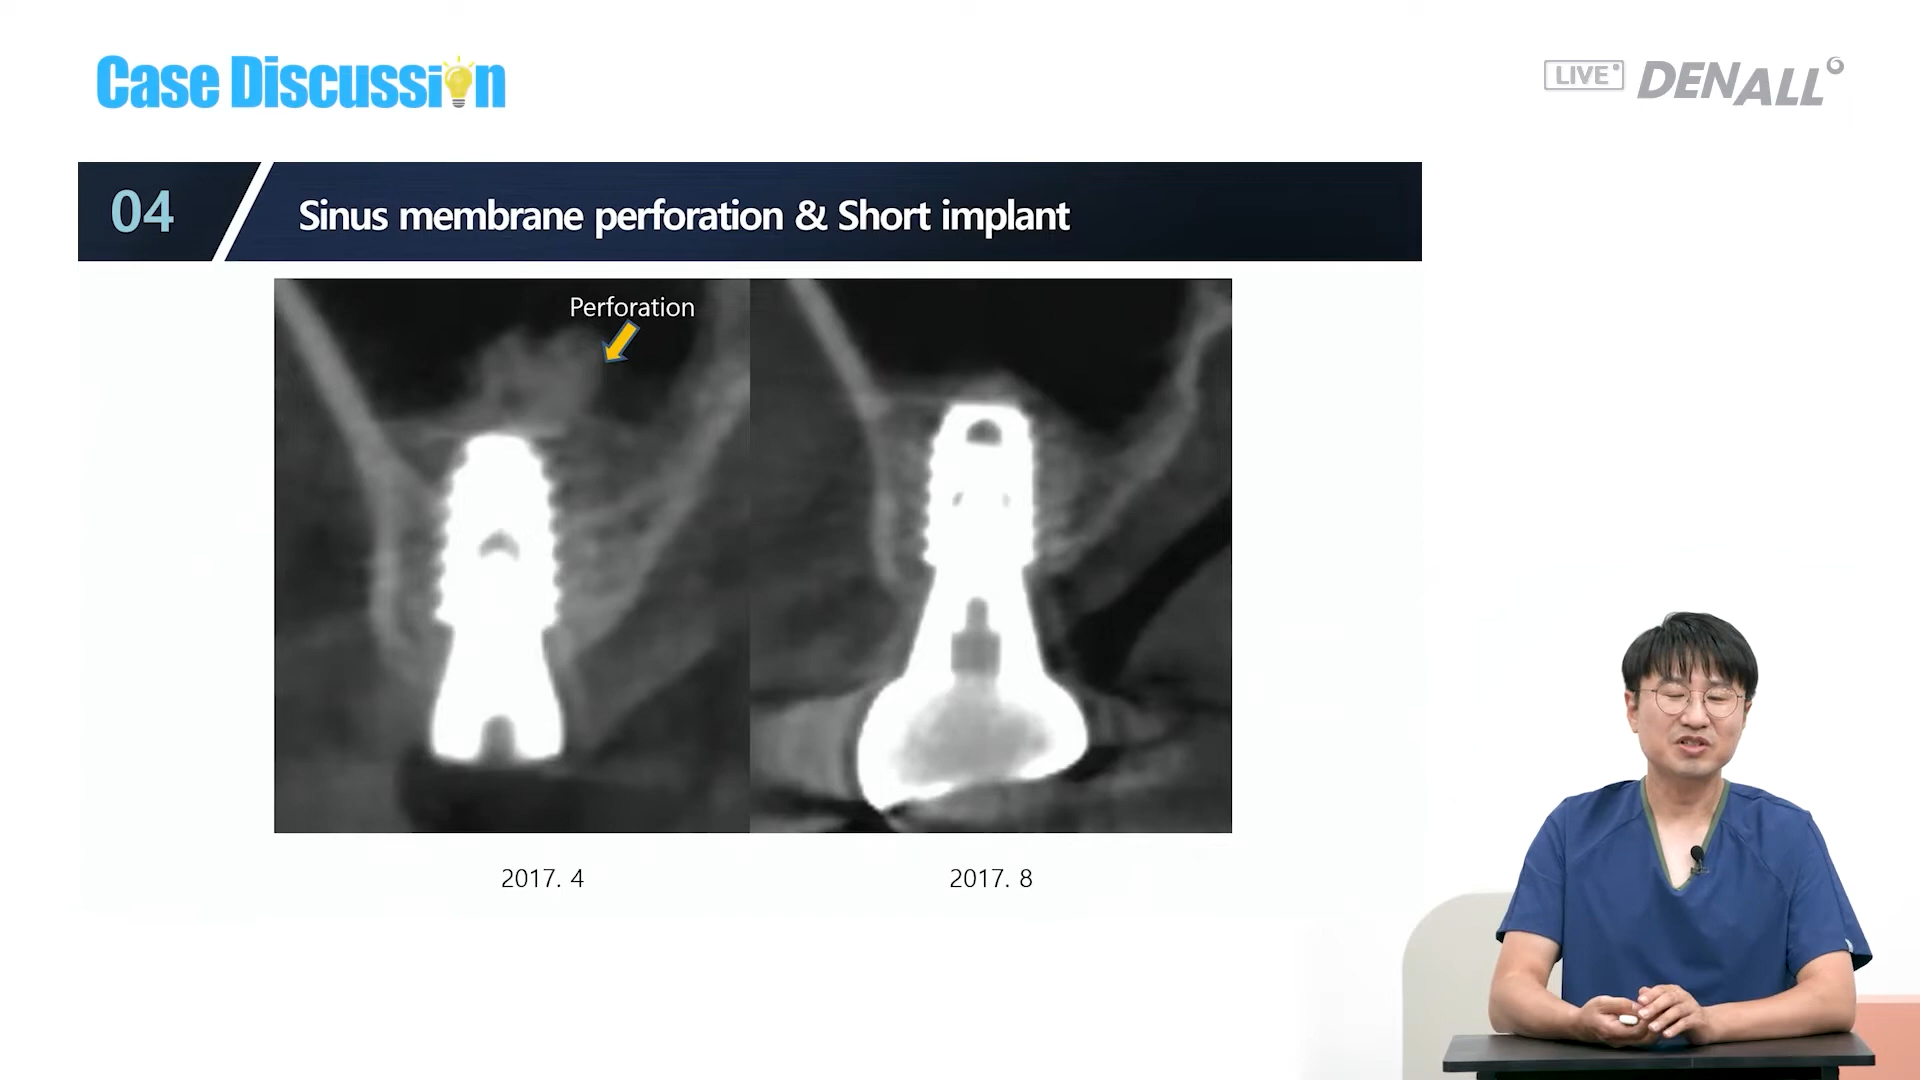 Case Discussion
LIVE DENALL
04 Sinus membrane perforation & Short implant
Perforation
2017. 4
2017. 8